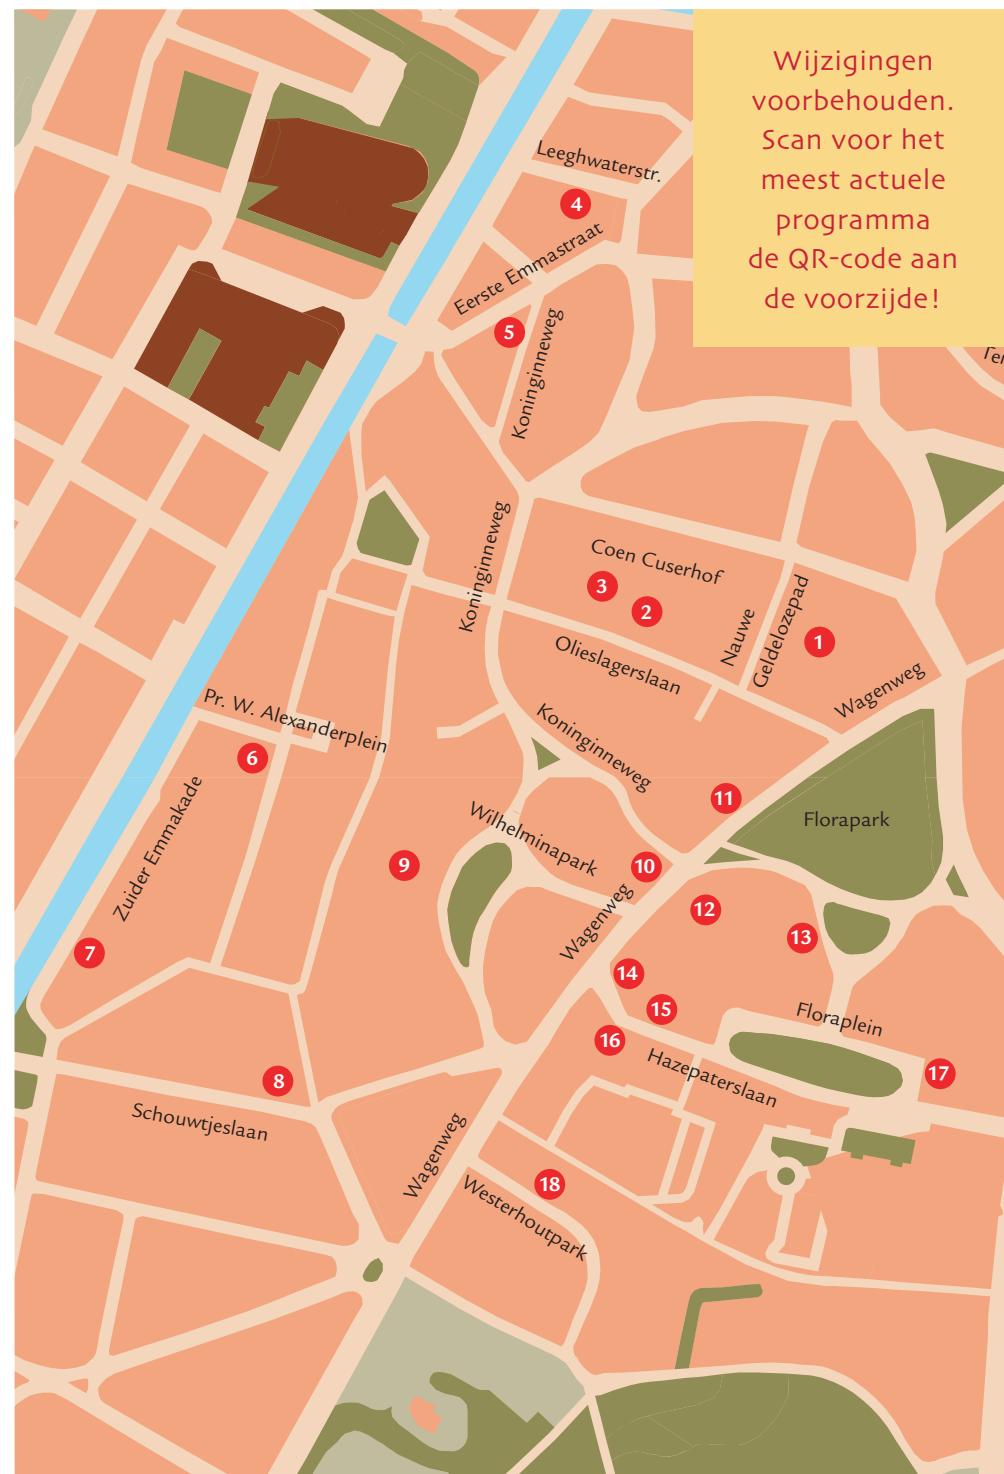 Wijzigingen
voorbehouden.
Scan voor het
meest actuele
programma
de QR-code aan
de voorzijde!
Leeghwaterstr.
4
Eerste Emmastraat
5
Koninginneweg
Ter
Koninginneweg
Coen Cuserhof
3
2
Nauwe
Geldelozepad
1
Olieslagerslaan
Wagenweg
Pr. W. Alexanderplein
Koninginneweg
6
11
Zuider Emmakade
Wilhelminapark
Florapark
9
10
Wagenweg
12
13
7
14
15
Floraplein
16
Hazepaterslaan
17
8
Schouwtjeslaan
Wagenweg
18
Westerhoutpark